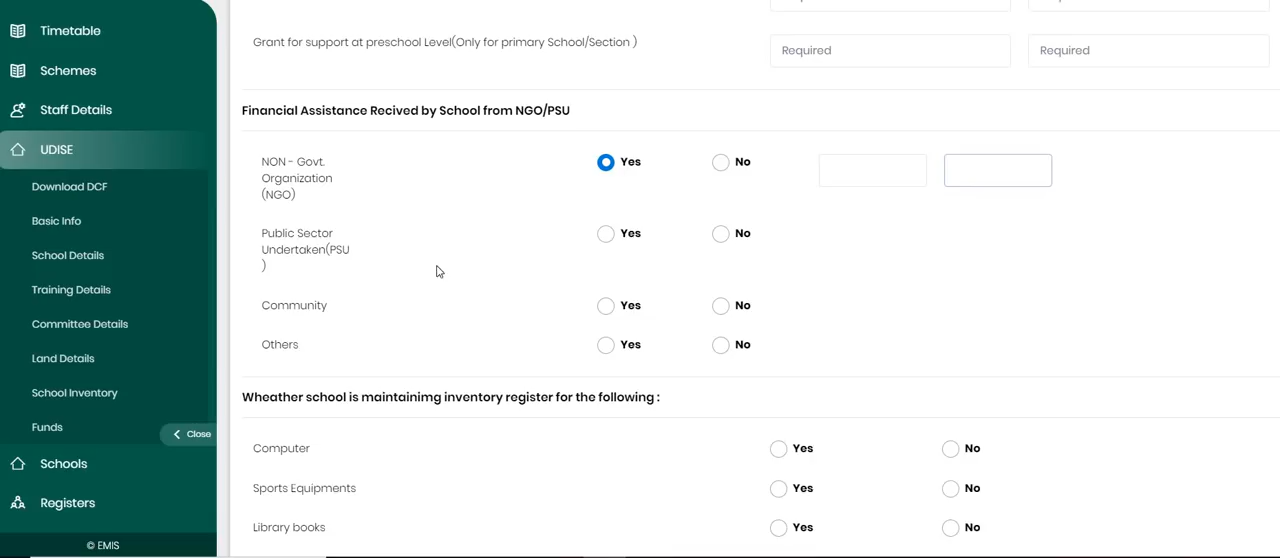 Timetable
Schemes
Staff Details
UDISE
Download DCF
Basic Info
School Details
Training Details
Committee Details
Land Details
School Inventory
Funds
Close
Schools
Registers
© EMIS
Grant for support at preschool Level(Only for primary School/Section )
Required Required
Financial Assistance Recived by School from NGO/PSU
NON - Govt.
Organization
(NGO)
Yes No
Public Sector
Undertaken(PSU
)
Yes No
Community Yes No
Others Yes No
Wheather school is maintainimg inventory register for the following :
Computer Yes No
Sports Equipments Yes No
Library books Yes No